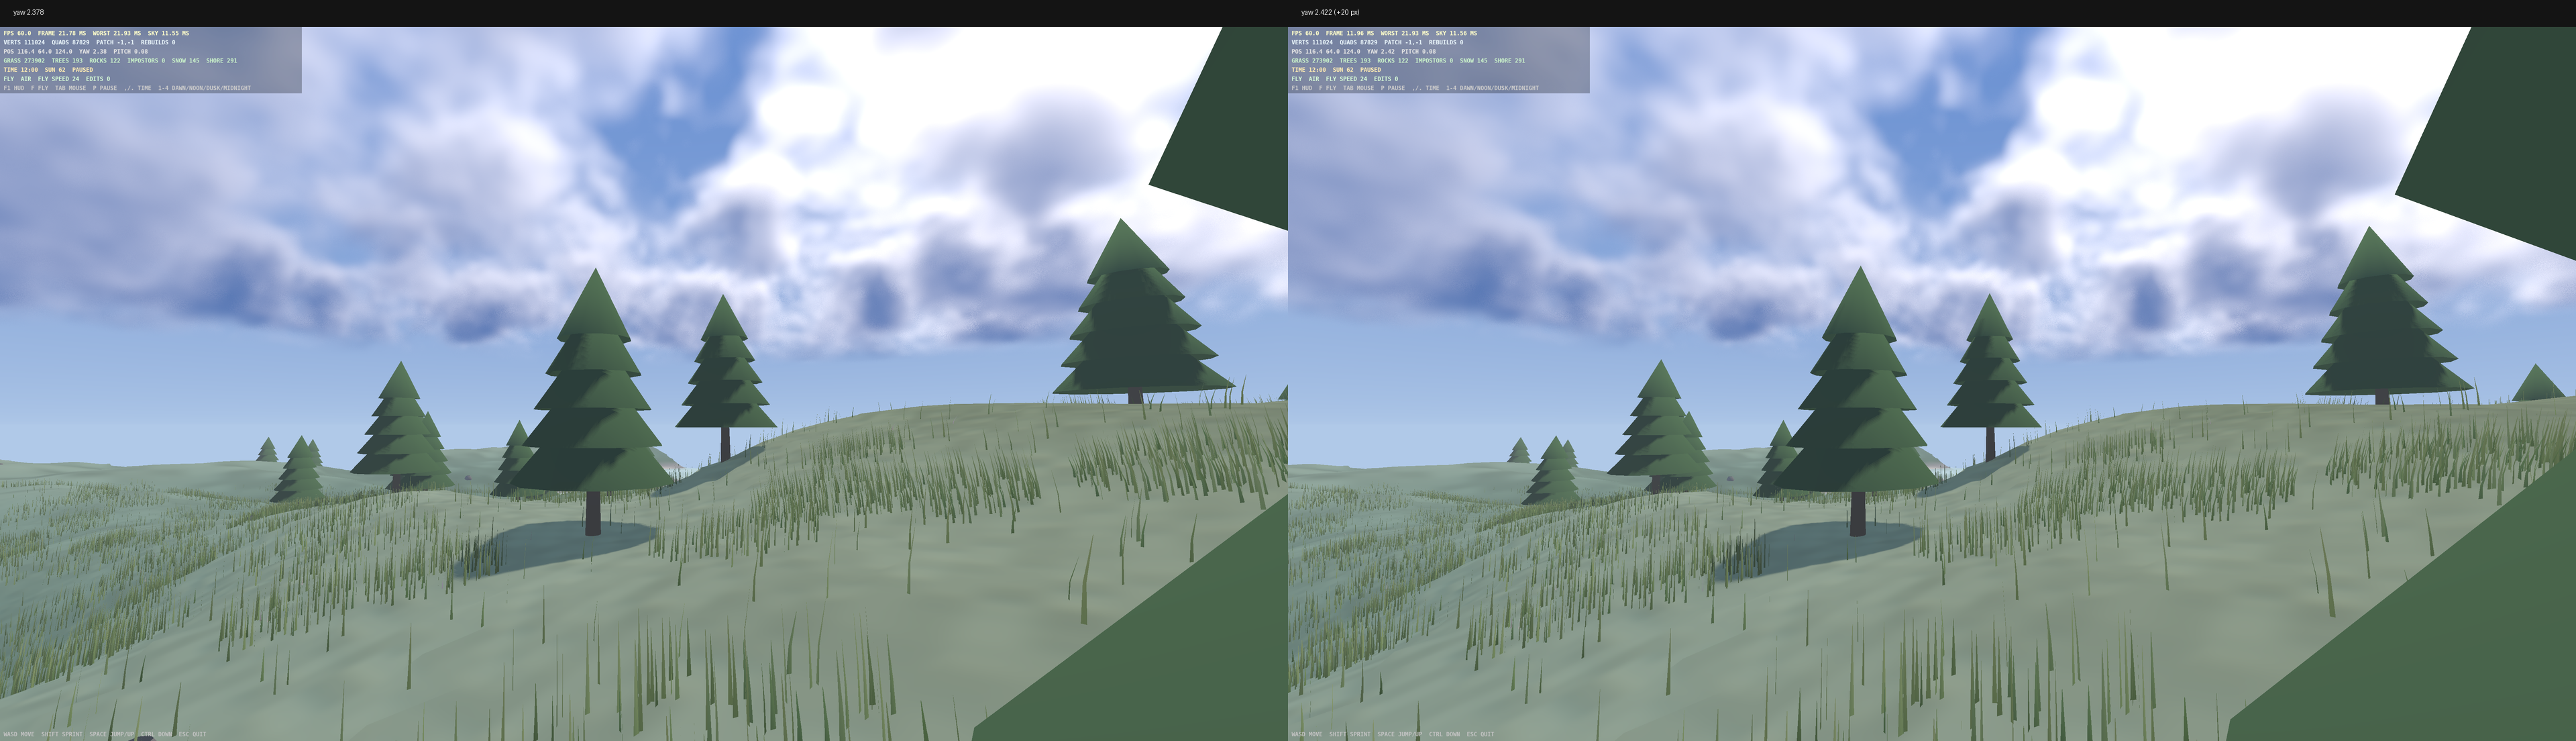 yaw 2.378
FPS 60.0 FRAME 21.78 MS WORST 21.93 MS SKY 11.55 MS
VERTS 111024 QUADS 87829 PATCH -1,-1 REBUILDS 0
POS 116.4 64.0 124.0 YAW 2.38 PITCH 0.08
GRASS 273902 TREES 193 ROCKS 122 IMPOSTORS 0 SNOW 145 SHORE 291
TIME 12:00 SUN 62 PAUSED
FLY AIR FLY SPEED 24 EDITS 0
F1 HUD F FLY TAB MOUSE P PAUSE ,/. TIME 1-4 DAWN/NOON/DUSK/MIDNIGHT
WASD MOVE SHIFT SPRINT SPACE JUMP/UP CTRL DOWN ESC QUIT
yaw 2.422 (+20 px)
FPS 60.0 FRAME 11.96 MS WORST 21.93 MS SKY 11.56 MS
VERTS 111024 QUADS 87829 PATCH -1,-1 REBUILDS 0
POS 116.4 64.0 124.0 YAW 2.42 PITCH 0.08
GRASS 273902 TREES 193 ROCKS 122 IMPOSTORS 0 SNOW 145 SHORE 291
TIME 12:00 SUN 62 PAUSED
FLY AIR FLY SPEED 24 EDITS 0
F1 HUD F FLY TAB MOUSE P PAUSE ,/. TIME 1-4 DAWN/NOON/DUSK/MIDNIGHT
WASD MOVE SHIFT SPRINT SPACE JUMP/UP CTRL DOWN ESC QUIT